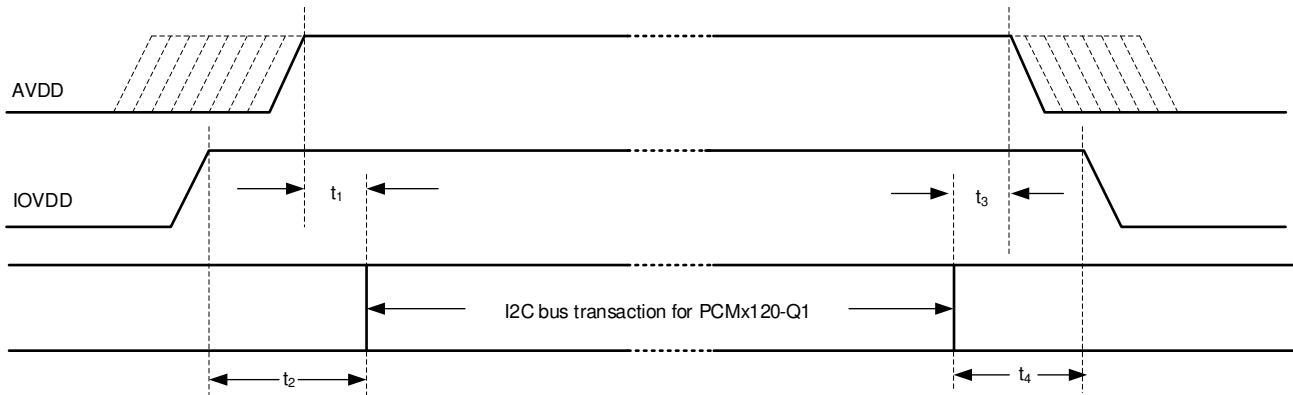 AVDD
IOVDD
t1
t3
I2C bus transaction for PCMx120-Q1
t2
t4